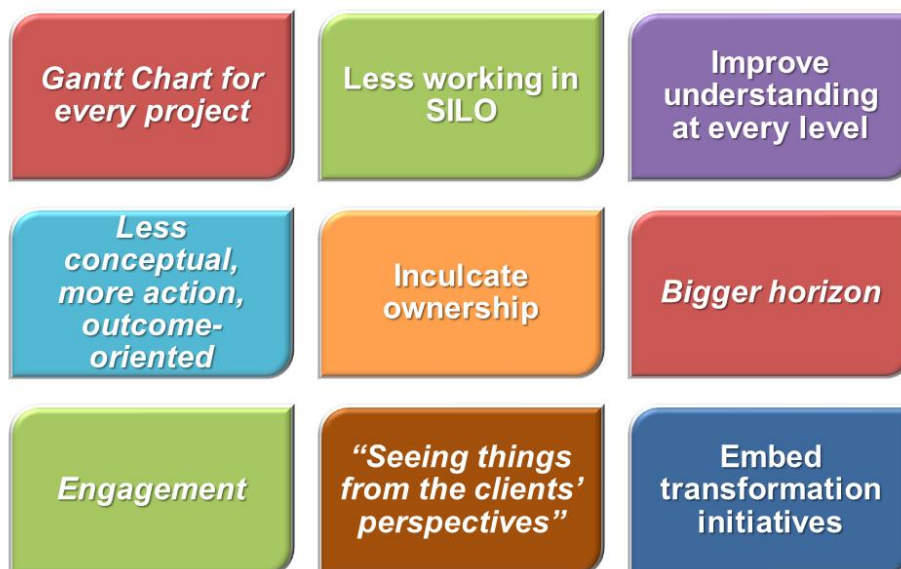 Gantt Chart for
every project
Less working in
SILO
Improve
understanding
at every level
Less
conceptual,
more action,
outcome-
oriented
Inculcate
ownership
Bigger horizon
Engagement
“Seeing things
from the clients’
perspectives”
Embed
transformation
initiatives